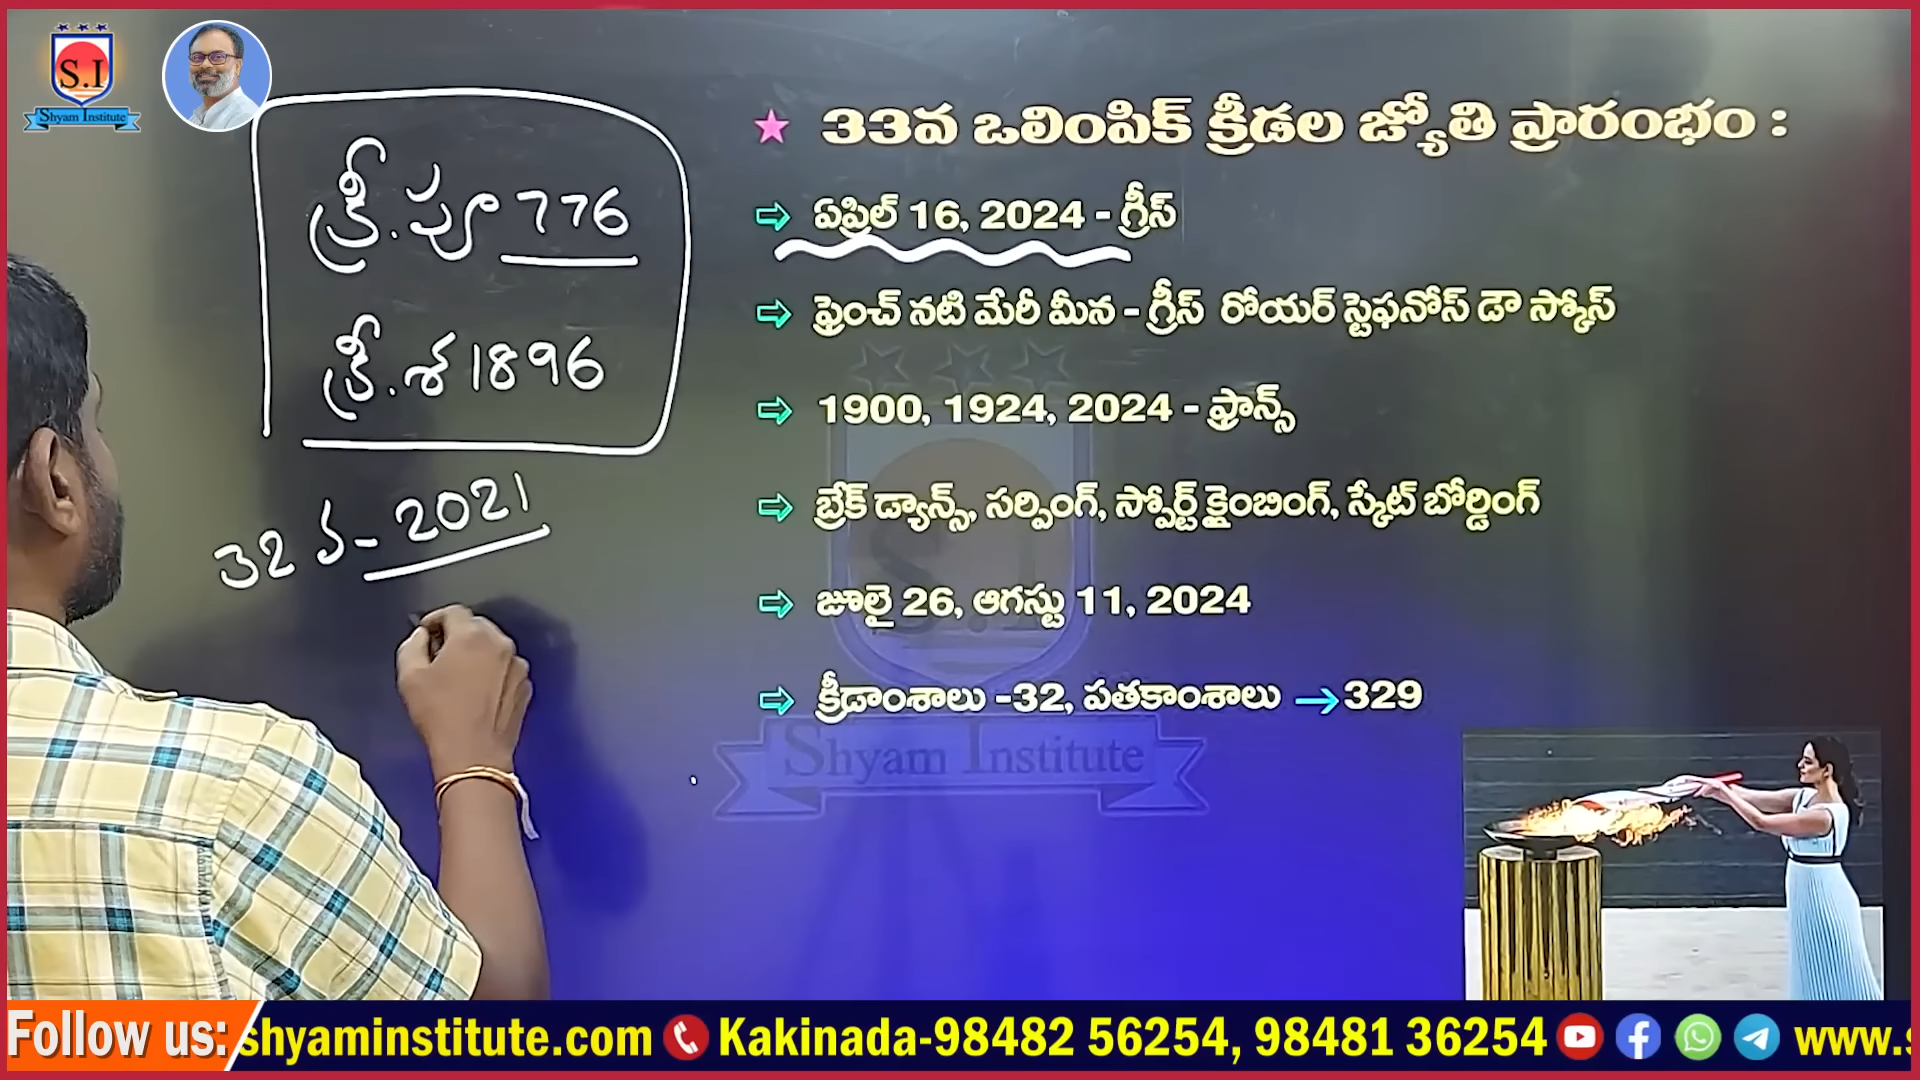 S.I
Shyam Institute
క్రీ.పూ 776
క్రీ.శ 1896
32 వ - 2021
★ 33వ ఒలింపిక్ క్రీడల జ్యోతి ప్రారంభం :
⇨ ఏప్రిల్ 16, 2024 - గ్రీస్
⇨ ఫ్రెంచ్ నటి మేరీ మీన - గ్రీస్ రోయర్ స్టెఫనోస్ డౌ స్కోస్
⇨ 1900, 1924, 2024 - ఫ్రాన్స్
⇨ బ్రేక్ డ్యాన్స్, సర్పింగ్, స్పోర్ట్ క్లైంబింగ్, స్కేట్ బోర్డింగ్
⇨ జూలై 26, ఆగస్టు 11, 2024
⇨ క్రీడాంశాలు -32, పతకాంశాలు → 329
S.I
Shyam Institute
Follow us: shyaminstitute.com Kakinada-98482 56254, 98481 36254 www.s